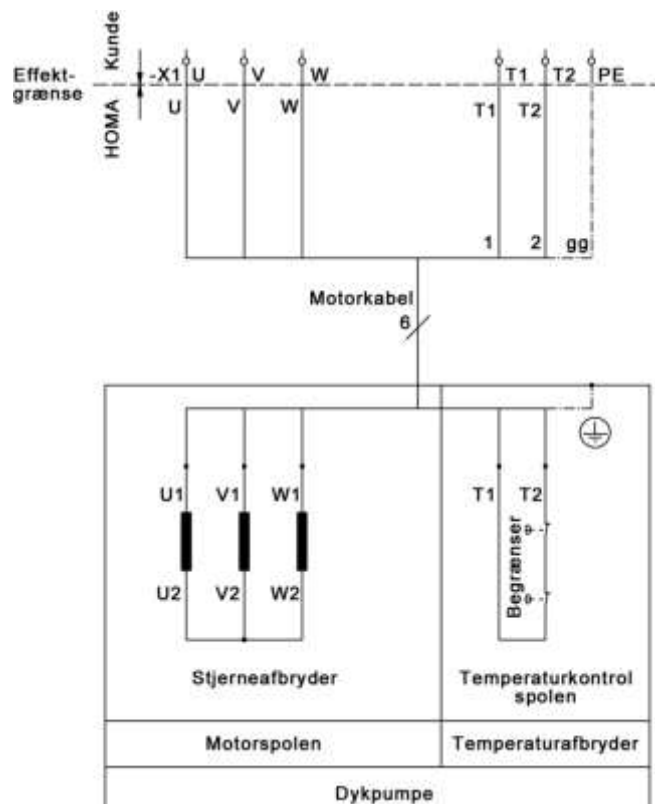 Kunde
Effekt-
grænse
HOMA
-X1 U V W T1 T2 PE
U V W T1 T2
1 2 gg
Motorkabel
6
U1 V1 W1 T1 T2
Begrænser
U2 V2 W2
Stjerneafbryder
Temperaturkontrol
spolen
Motorspolen
Temperaturafbryder
Dykpumpe